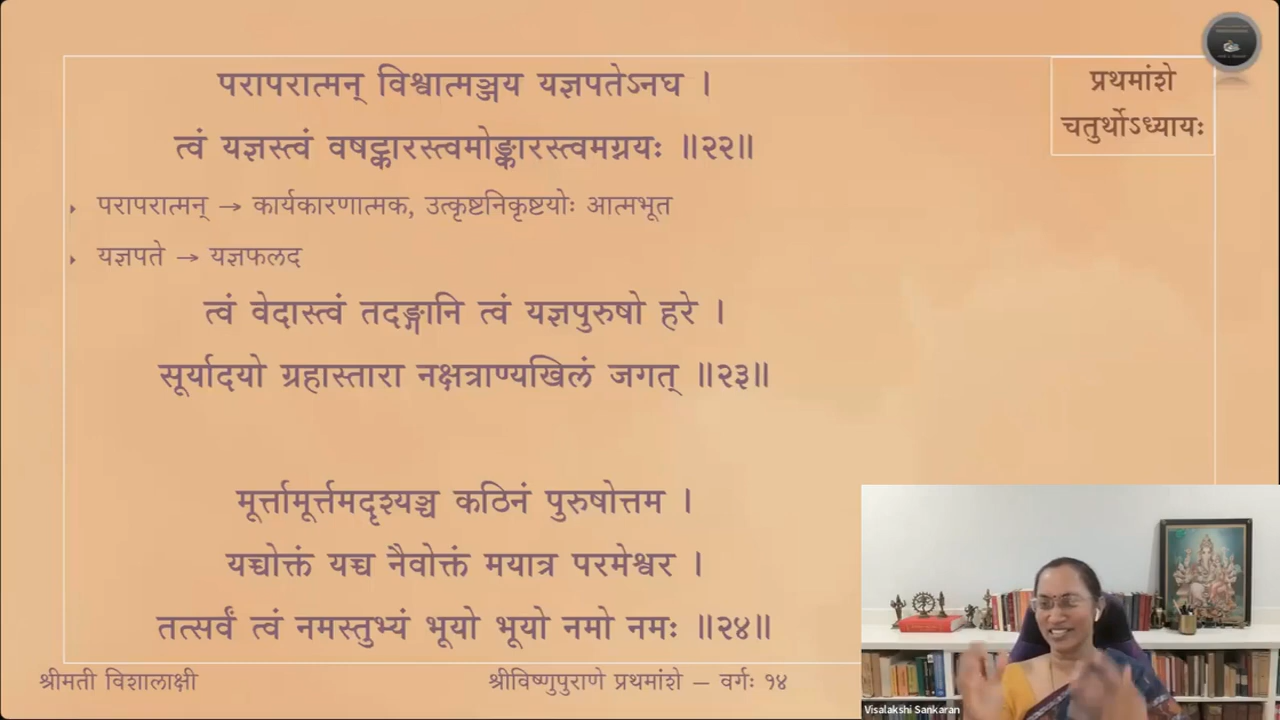 परापरात्मन् विश्वात्मञ्जय यज्ञपतेऽनघ ।
त्वं यज्ञस्त्वं वषट्कारस्त्वमोङ्कारस्त्वमग्नयः ॥२२॥
प्रथमांशे
चतुर्थोऽध्यायः
परापरात्मन् → कार्यकारणात्मक, उत्कृष्टनिकृष्टयोः आत्मभूत
यज्ञपते → यज्ञफलद
त्वं वेदास्त्वं तदङ्गानि त्वं यज्ञपुरुषो हरे ।
सूर्यादयो ग्रहास्तारा नक्षत्राण्यखिलं जगत् ॥२३॥
मूर्त्तामूर्त्तमदृश्यञ्च कठिनं पुरुषोत्तम ।
यच्चोक्तं यच्च नैवोक्तं मयात्र परमेश्वर ।
तत्सर्वं त्वं नमस्तुभ्यं भूयो भूयो नमो नमः ॥२४॥
श्रीमती विशालाक्षी
श्रीविष्णुपुराणे प्रथमांशे – वर्गः १४
Visalakshi Sankaran